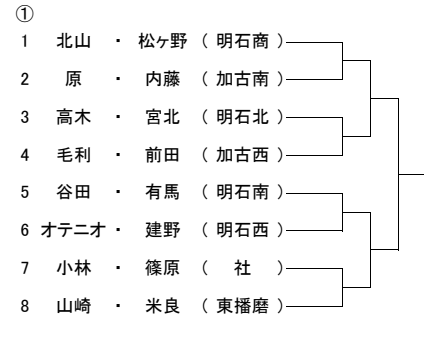 ①
1 北山 ・ 松ヶ野 ( 明石商 )
2 原 ・ 内藤 ( 加古南 )
3 高木 ・ 宮北 ( 明石北 )
4 毛利 ・ 前田 ( 加古西 )
5 谷田 ・ 有馬 ( 明石南 )
6 オテニオ ・ 建野 ( 明石西 )
7 小林 ・ 篠原 ( 社 )
8 山崎 ・ 米良 ( 東播磨 )